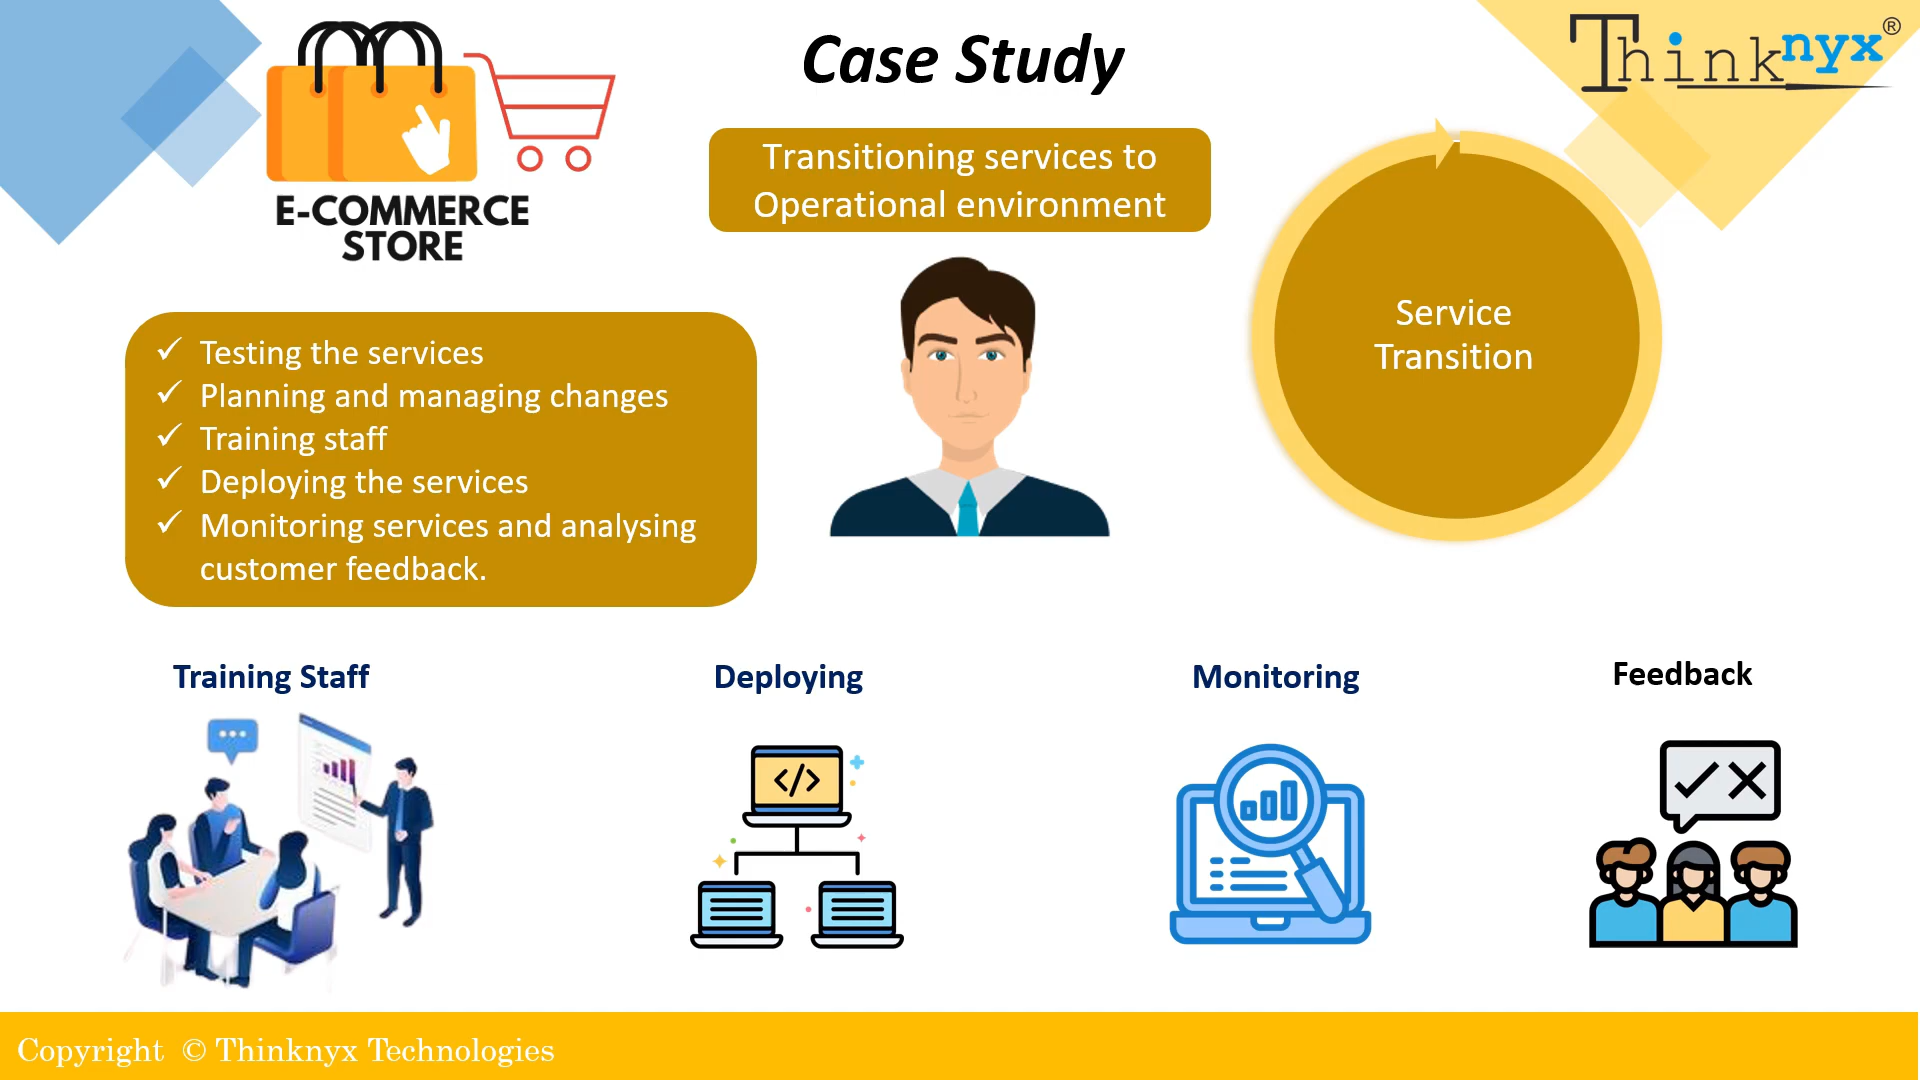 Case Study
Thinknyx®
E-COMMERCE
STORE
Transitioning services to
Operational environment
Service
Transition
✓ Testing the services
✓ Planning and managing changes
✓ Training staff
✓ Deploying the services
✓ Monitoring services and analysing
customer feedback.
Training Staff
Deploying
Monitoring
Feedback
</>
Copyright © Thinknyx Technologies